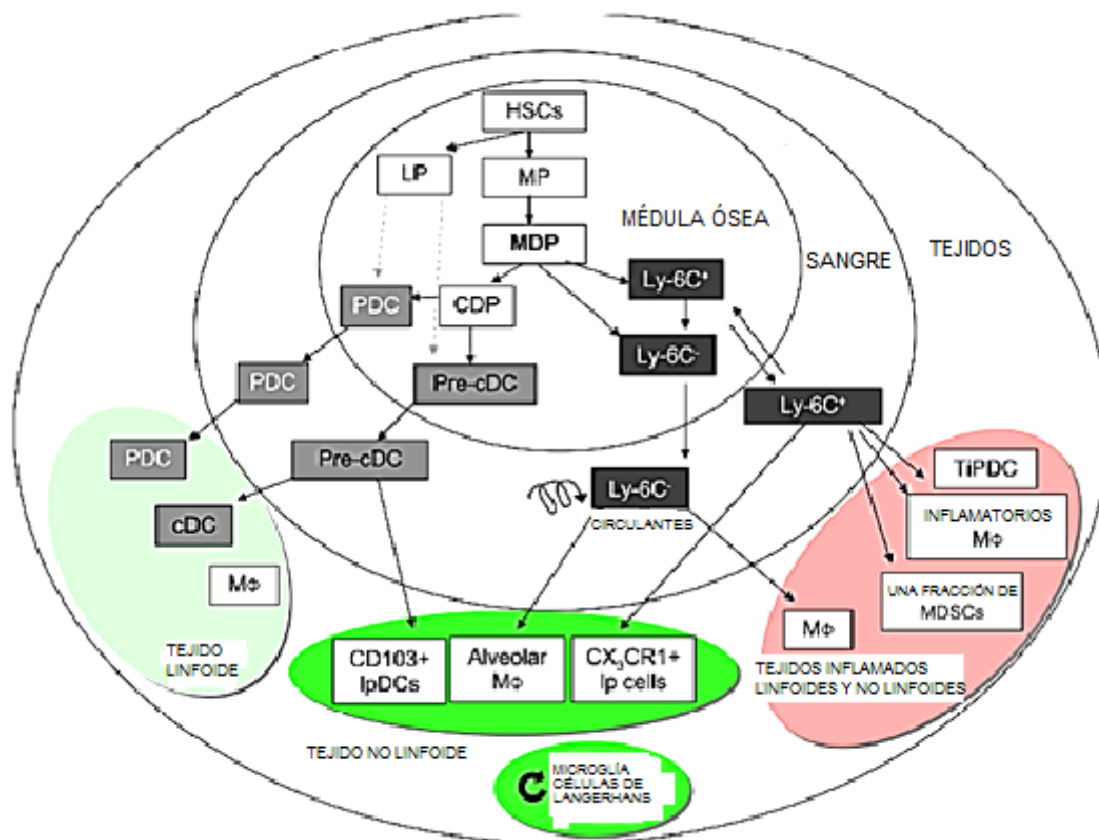 HSCs
LP
MP
MÉDULA ÓSEA
SANGRE
TEJIDOS
MDP
Ly-6C⁺
PDC
CDP
Ly-6C⁻
PDC
Pre-cDC
Ly-6C⁺
PDC
Pre-cDC
TiPDC
Ly-6C⁻
CIRCULANTES
cDC
INFLAMATORIOS
MΦ
MΦ
UNA FRACCIÓN DE
MDSCs
MΦ
TEJIDO
LINFOIDE
CD103+
lpDCs
Alveolar
MΦ
CX₃CR1+
lp cells
TEJIDOS INFLAMADOS
LINFOIDES Y NO LINFOIDES
TEJIDO NO LINFOIDE
MICROGLÍA
CÉLULAS DE
LANGERHANS